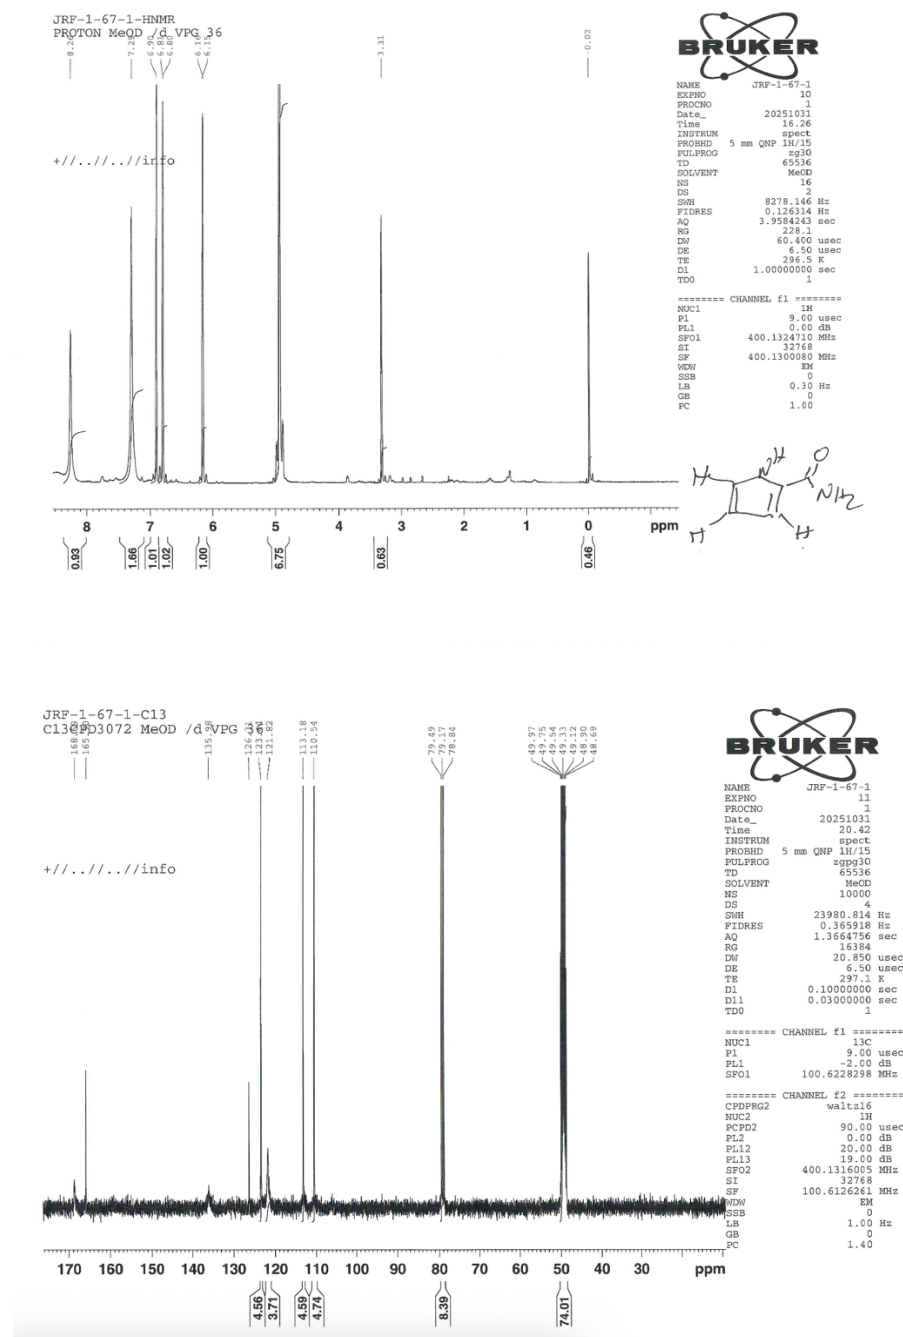 JRF-1-67-1-HNMR
PROTON MeOD /d VPG 36
8.26
7.29
6.90
6.81
6.80
6.16
6.15
3.31
-0.02
BRUKER
+//..//..//info
NAME JRF-1-67-1
EXPNO 10
PROCNO 1
Date_ 20251031
Time 16.26
INSTRUM spect
PROBHD 5 mm QNP 1H/15
PULPROG zg30
TD 65536
SOLVENT MeOD
NS 16
DS 2
SWH 8278.146 Hz
FIDRES 0.126314 Hz
AQ 3.9584243 sec
RG 228.1
DW 60.400 usec
DE 6.50 usec
TE 296.5 K
D1 1.00000000 sec
TD0 1
======== CHANNEL f1 ========
NUC1 1H
P1 9.00 usec
PL1 0.00 dB
SFO1 400.1324710 MHz
SI 32768
SF 400.1300080 MHz
WDW EM
SSB 0
LB 0.30 Hz
GB 0
PC 1.00
H
N
H
O
NH2
H
H
8 7 6 5 4 3 2 1 0 ppm
0.93
1.66
1.01
1.02
1.00
6.75
0.63
0.46
JRF-1-67-1-C13
C13CPD3072 MeOD /d VPG 36
135.98
121.82
113.18
110.54
79.49
79.17
78.84
49.97
49.75
49.54
49.33
49.12
48.90
48.69
BRUKER
+//..//..//info
NAME JRF-1-67-1
EXPNO 11
PROCNO 1
Date_ 20251031
Time 20.42
INSTRUM spect
PROBHD 5 mm QNP 1H/15
PULPROG zgpg30
TD 65536
SOLVENT MeOD
NS 10000
DS 4
SWH 23980.814 Hz
FIDRES 0.365918 Hz
AQ 1.3664756 sec
RG 16384
DW 20.850 usec
DE 6.50 usec
TE 297.1 K
D1 0.10000000 sec
D11 0.03000000 sec
TD0 1
======== CHANNEL f1 ========
NUC1 13C
P1 9.00 usec
PL1 -2.00 dB
SFO1 100.6228298 MHz
======== CHANNEL f2 ========
CPDPRG2 waltz16
NUC2 1H
PCPD2 90.00 usec
PL2 0.00 dB
PL12 20.00 dB
PL13 19.00 dB
SFO2 400.1316005 MHz
SI 32768
SF 100.6126261 MHz
WDW EM
SSB 0
LB 1.00 Hz
GB 0
PC 1.40
170 160 150 140 130 120 110 100 90 80 70 60 50 40 30 ppm
4.56
3.71
4.59
4.74
8.39
74.01